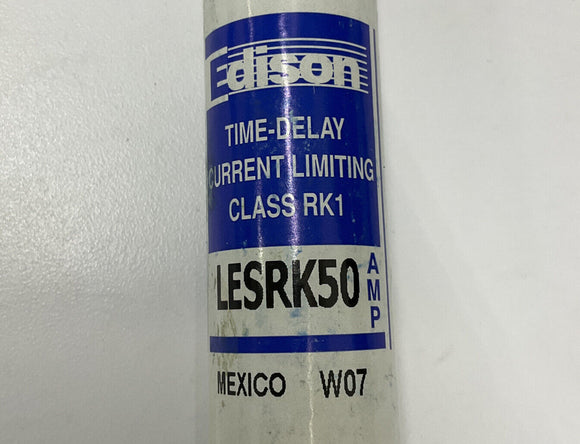 Edison
TIME-DELAY
CURRENT LIMITING
CLASS RK1
LESRK50 AMP
MEXICO W07